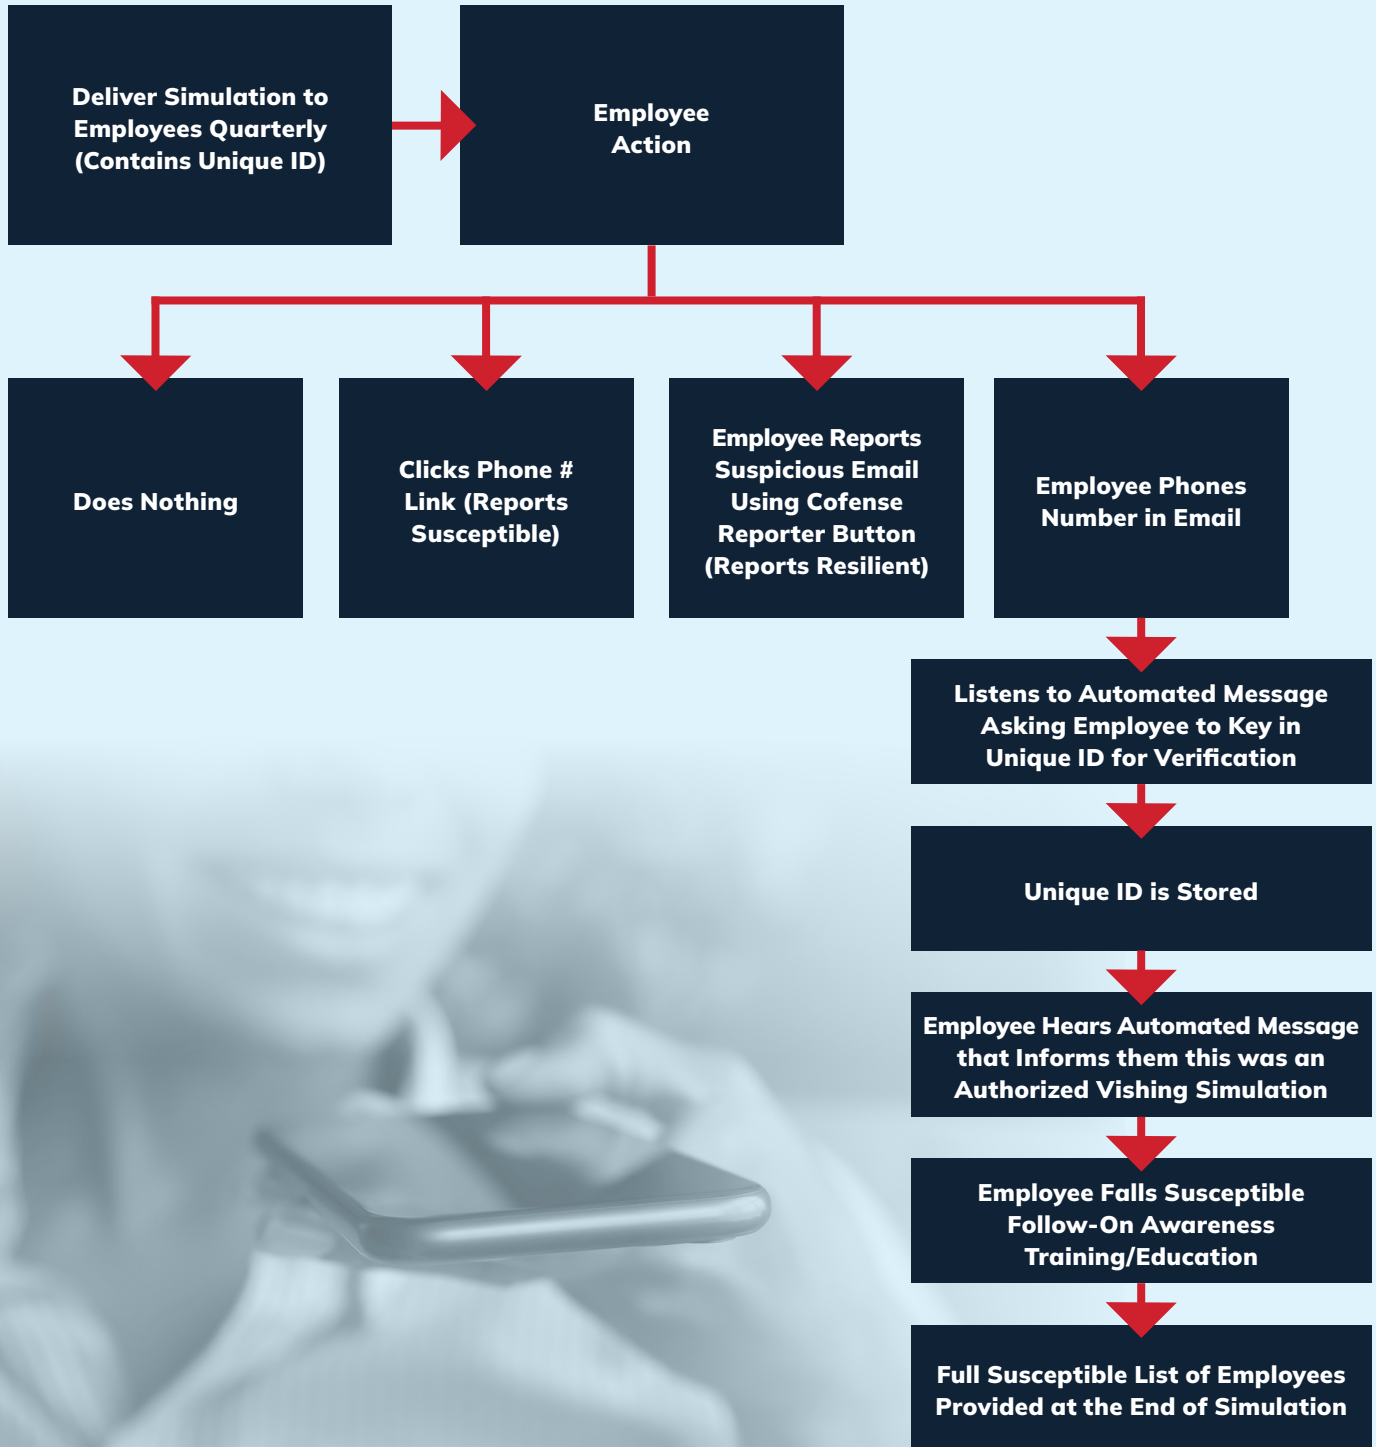 Deliver Simulation to
Employees Quarterly
(Contains Unique ID)
Employee
Action
Does Nothing
Clicks Phone #
Link (Reports
Susceptible)
Employee Reports
Suspicious Email
Using Cofense
Reporter Button
(Reports Resilient)
Employee Phones
Number in Email
Listens to Automated Message
Asking Employee to Key in
Unique ID for Verification
Unique ID is Stored
Employee Hears Automated Message
that Informs them this was an
Authorized Vishing Simulation
Employee Falls Susceptible
Follow-On Awareness
Training/Education
Full Susceptible List of Employees
Provided at the End of Simulation